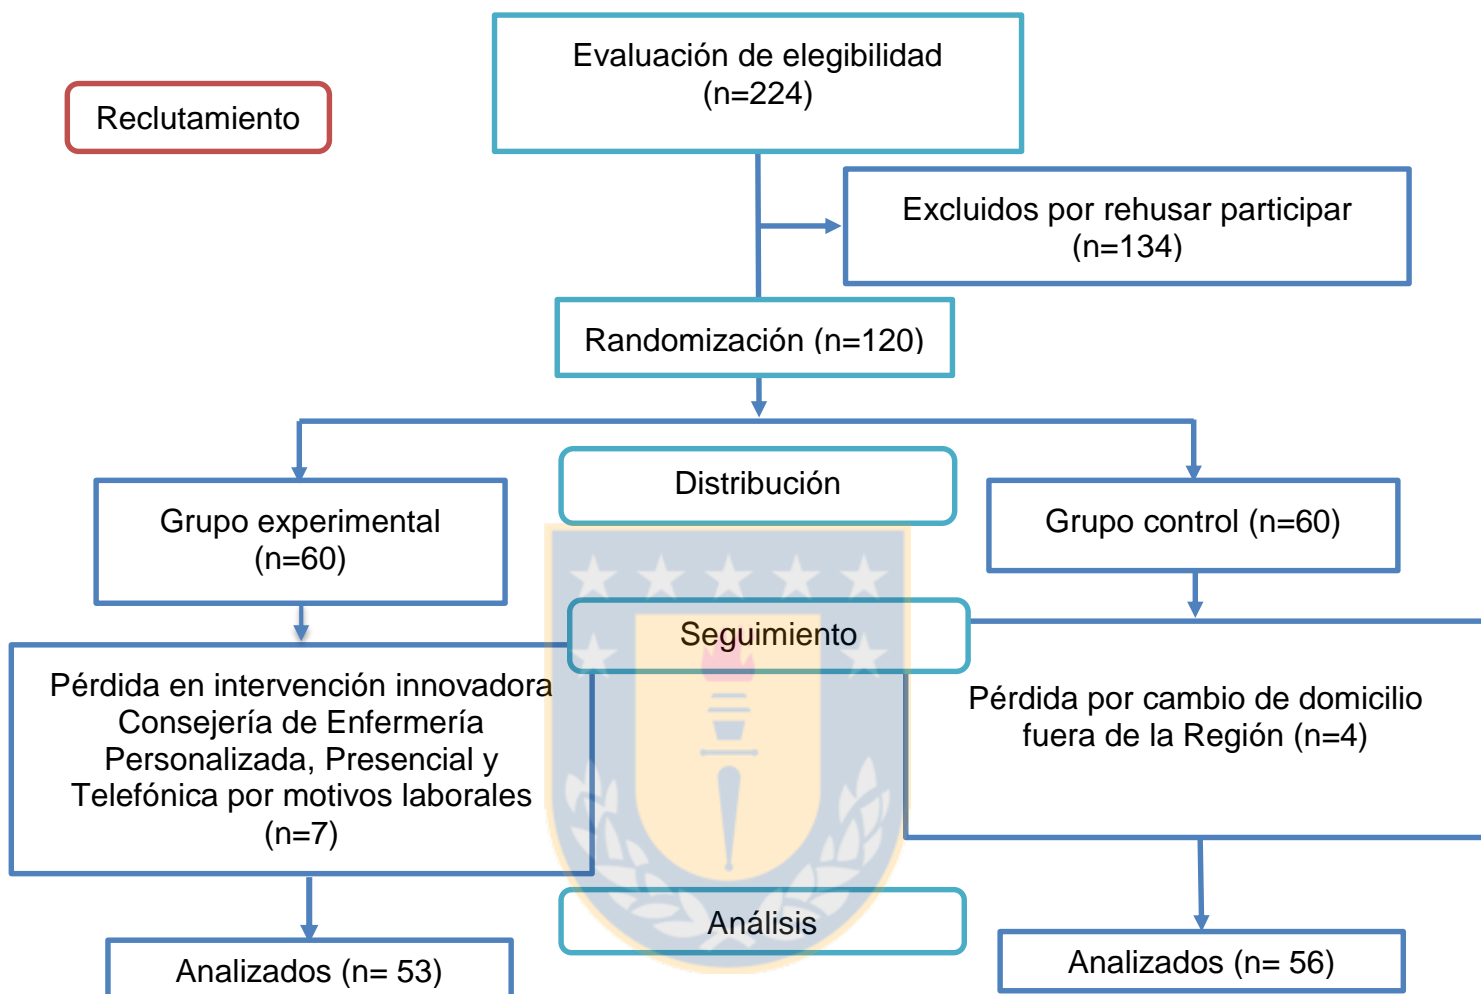 Evaluación de elegibilidad
(n=224)
Reclutamiento
Excluidos por rehusar participar
(n=134)
Randomización (n=120)
Distribución
Grupo experimental
(n=60)
Grupo control (n=60)
Seguimiento
Pérdida en intervención innovadora
Consejería de Enfermería
Personalizada, Presencial y
Telefónica por motivos laborales
(n=7)
Pérdida por cambio de domicilio
fuera de la Región (n=4)
Análisis
Analizados (n= 53)
Analizados (n= 56)